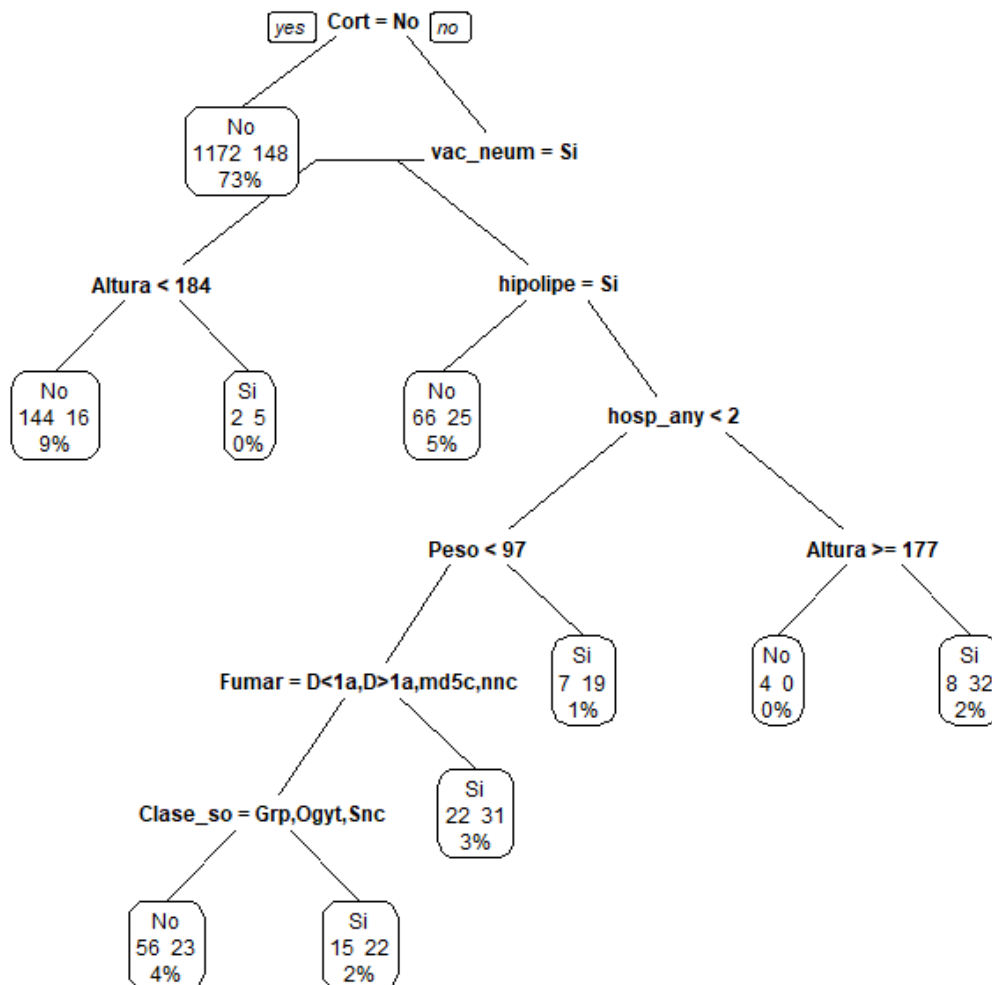 yes Cort = No no
No
1172 148
73%
vac_neum = Si
Altura < 184
hipolipe = Si
No
144 16
9%
Si
2 5
0%
No
66 25
5%
hosp_any < 2
Peso < 97
Altura >= 177
Fumar = D<1a,D>1a,md5c,nnc
Si
7 19
1%
No
4 0
0%
Si
8 32
2%
Clase_so = Grp,Ogyt,Snc
Si
22 31
3%
No
56 23
4%
Si
15 22
2%